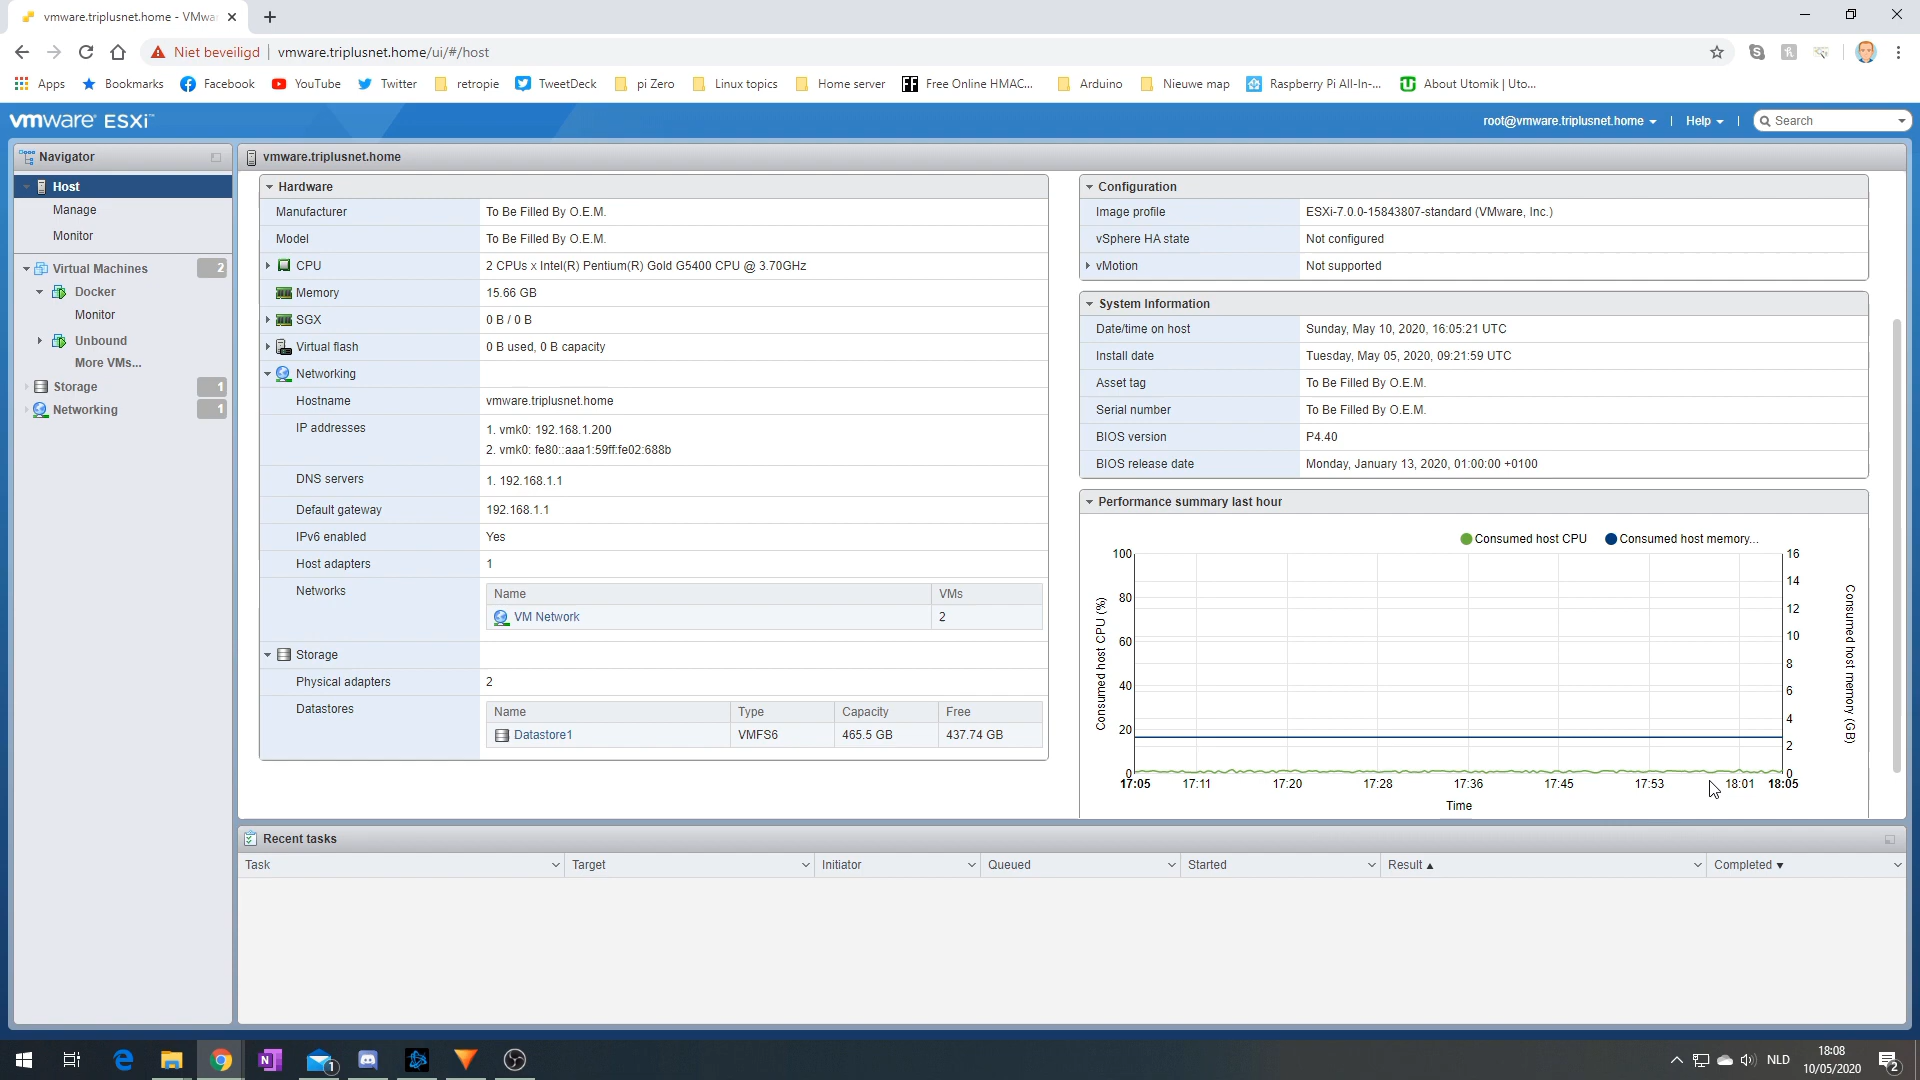 vmware.triplusnet.home - VMwa
Niet beveiligd | vmware.triplusnet.home/ui/#/host
Apps Bookmarks Facebook YouTube Twitter retropie TweetDeck pi Zero Linux topics Home server Free Online HMAC... Arduino Nieuwe map Raspberry Pi All-In-... About Utomik | Uto...
vmware ESXi™ root@vmware.triplusnet.home | Help | Search
Navigator
Host
Manage
Monitor
Virtual Machines 2
Docker
Monitor
Unbound
More VMs...
Storage 1
Networking 1
vmware.triplusnet.home
Hardware
Manufacturer To Be Filled By O.E.M.
Model To Be Filled By O.E.M.
CPU 2 CPUs x Intel(R) Pentium(R) Gold G5400 CPU @ 3.70GHz
Memory 15.66 GB
SGX 0 B / 0 B
Virtual flash 0 B used, 0 B capacity
Networking
Hostname vmware.triplusnet.home
IP addresses 1. vmk0: 192.168.1.200
2. vmk0: fe80::aaa1:59ff:fe02:688b
DNS servers 1. 192.168.1.1
Default gateway 192.168.1.1
IPv6 enabled Yes
Host adapters 1
Networks Name VMs
VM Network 2
Storage
Physical adapters 2
Datastores Name Type Capacity Free
Datastore1 VMFS6 465.5 GB 437.74 GB
Configuration
Image profile ESXi-7.0.0-15843807-standard (VMware, Inc.)
vSphere HA state Not configured
vMotion Not supported
System Information
Date/time on host Sunday, May 10, 2020, 16:05:21 UTC
Install date Tuesday, May 05, 2020, 09:21:59 UTC
Asset tag To Be Filled By O.E.M.
Serial number To Be Filled By O.E.M.
BIOS version P4.40
BIOS release date Monday, January 13, 2020, 01:00:00 +0100
Performance summary last hour
Consumed host CPU Consumed host memory...
Consumed host CPU (%)
100
80
60
40
20
0
16
14
12
10
8
6
4
2
0
Consumed host memory (GB)
17:05 17:11 17:20 17:28 17:36 17:45 17:53 18:01 18:05
Time
Recent tasks
Task Target Initiator Queued Started Result ▲ Completed ▼
1 NLD 18:08
10/05/2020 2